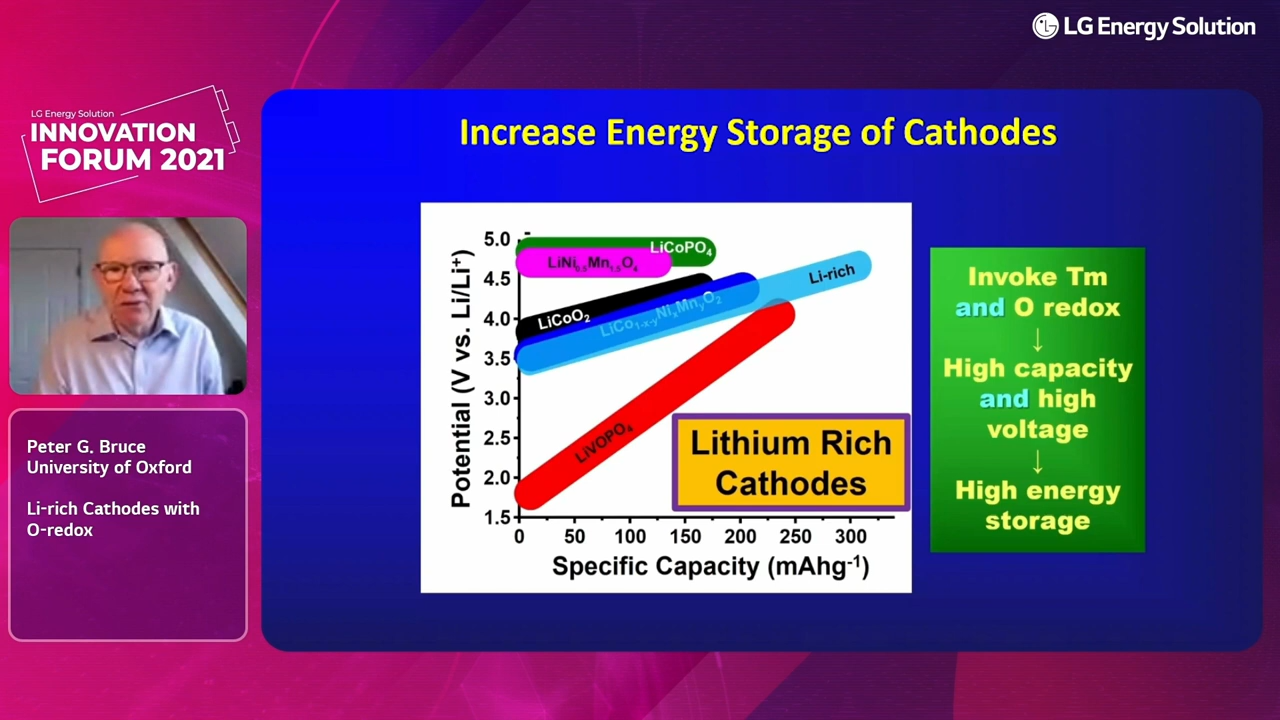 LG Energy Solution
LG Energy Solution
INNOVATION
FORUM 2021
Peter G. Bruce
University of Oxford
Li-rich Cathodes with
O-redox
Increase Energy Storage of Cathodes
Potential (V vs. Li/Li⁺)
5.0
4.5
4.0
3.5
3.0
2.5
2.0
1.5
LiCoPO₄
LiNi₀.₅Mn₁.₅O₄
Li-rich
LiCoO₂
LiCo₁₋ₓ₋ᵧNiₓMnᵧO₂
LiVOPO₄
Lithium Rich
Cathodes
0 50 100 150 200 250 300
Specific Capacity (mAhg⁻¹)
Invoke Tm
and O redox
↓
High capacity
and high
voltage
↓
High energy
storage